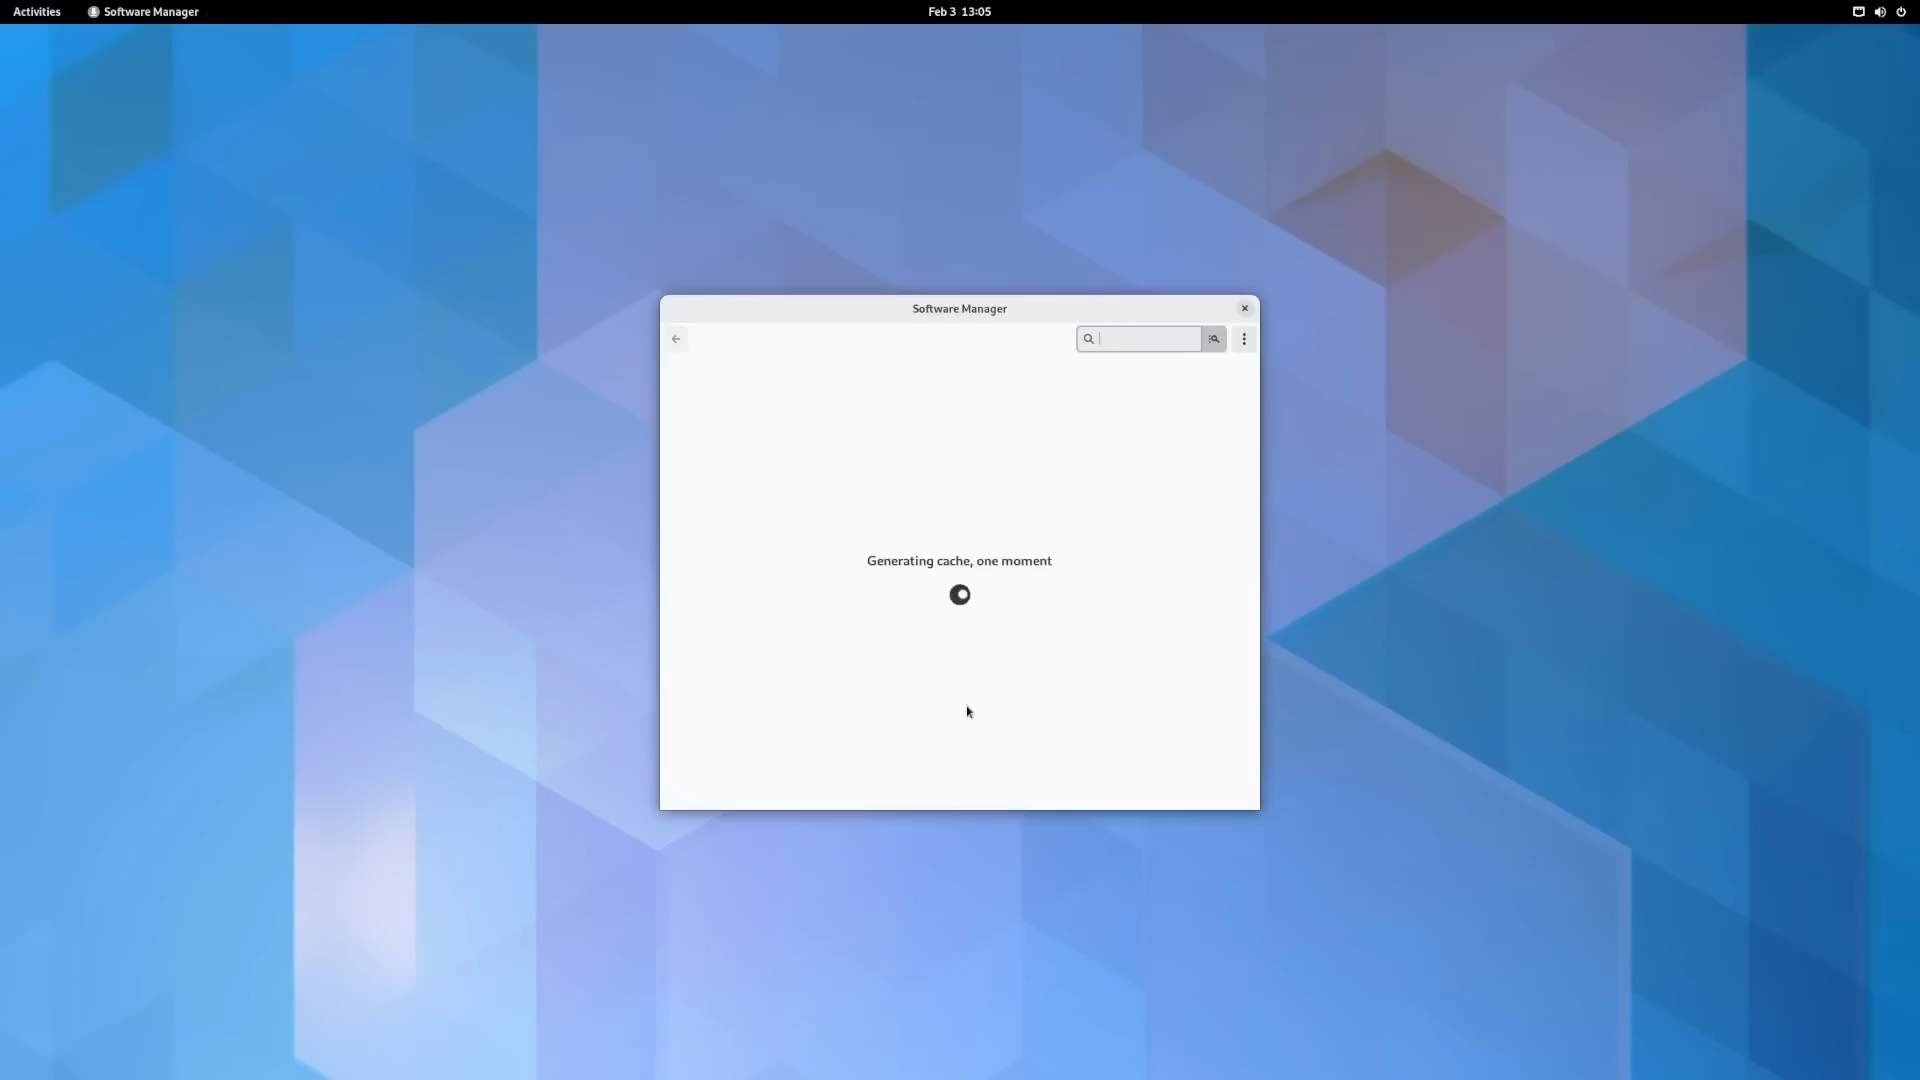 Activities
Software Manager
Feb 3 13:05
Software Manager
Generating cache, one moment